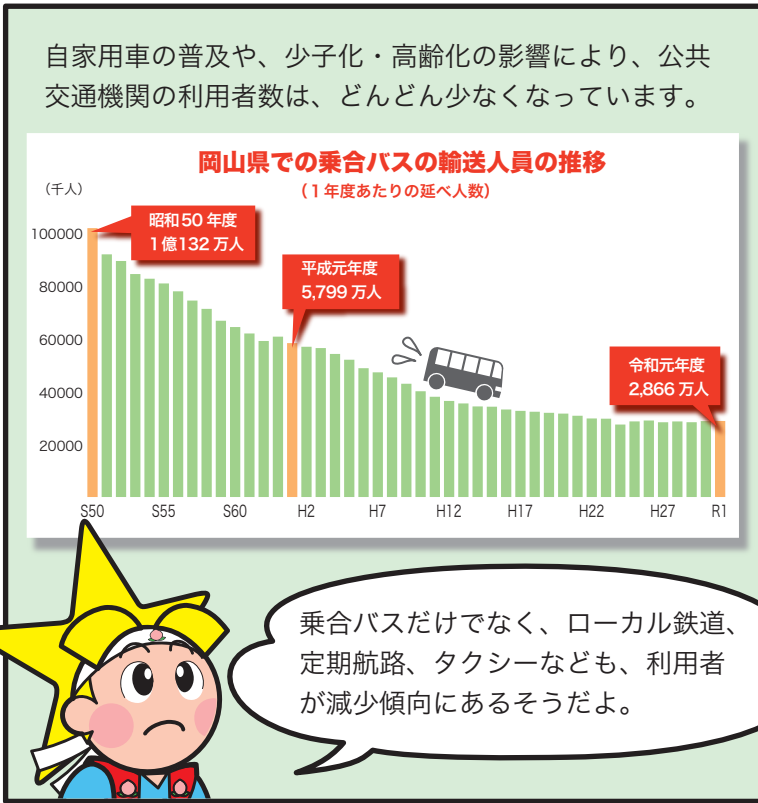 自家用車の普及や、少子化・高齢化の影響により、公共
交通機関の利用者数は、どんどん少なくなっています。
岡山県での乗合バスの輸送人員の推移
(1年度あたりの延べ人数)
(千人)
昭和50年度
1億132万人
平成元年度
5,799万人
令和元年度
2,866万人
100000
80000
60000
40000
20000
S50 S55 S60 H2 H7 H12 H17 H22 H27 R1
乗合バスだけでなく、ローカル鉄道、
定期航路、タクシーなども、利用者
が減少傾向にあるそうだよ。